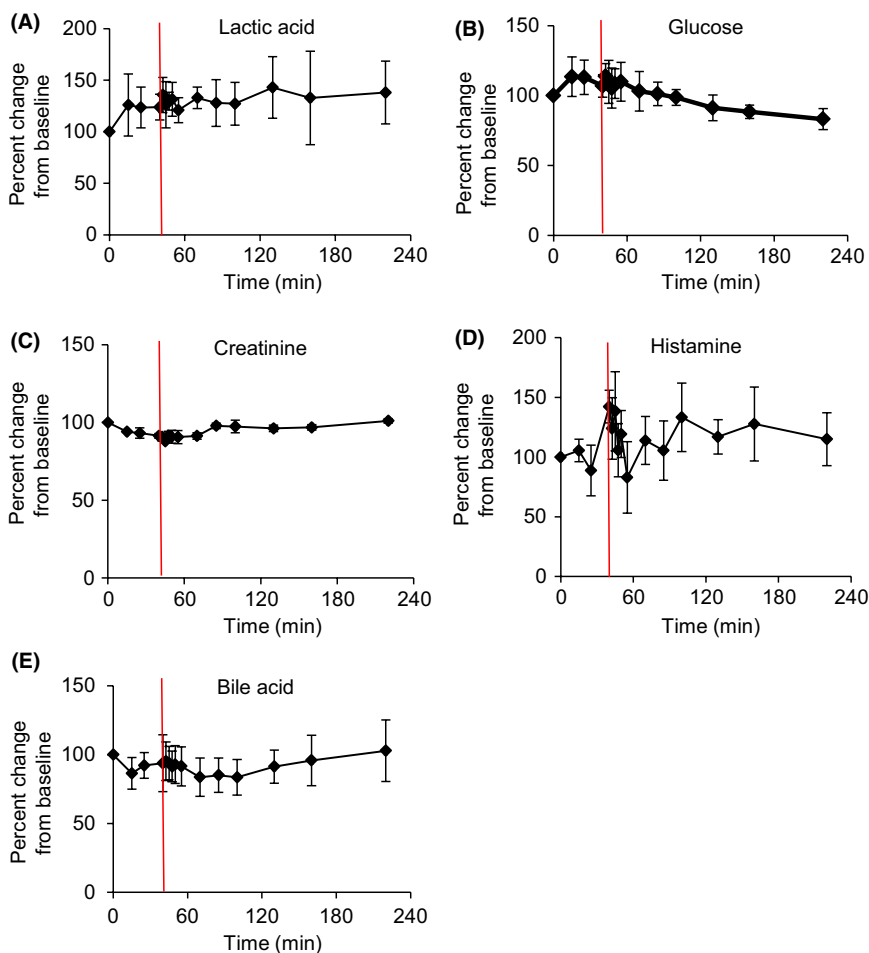 (A)
Lactic acid
200
150
100
50
0
Percent change
from baseline
0 60 120 180 240
Time (min)
(B)
Glucose
150
100
50
0
Percent change
from baseline
0 60 120 180 240
Time (min)
(C)
Creatinine
150
100
50
0
Percent change
from baseline
0 60 120 180 240
Time (min)
(D)
Histamine
200
150
100
50
0
Percent change
from baseline
0 60 120 180 240
Time (min)
(E)
Bile acid
150
100
50
0
Percent change
from baseline
0 60 120 180 240
Time (min)